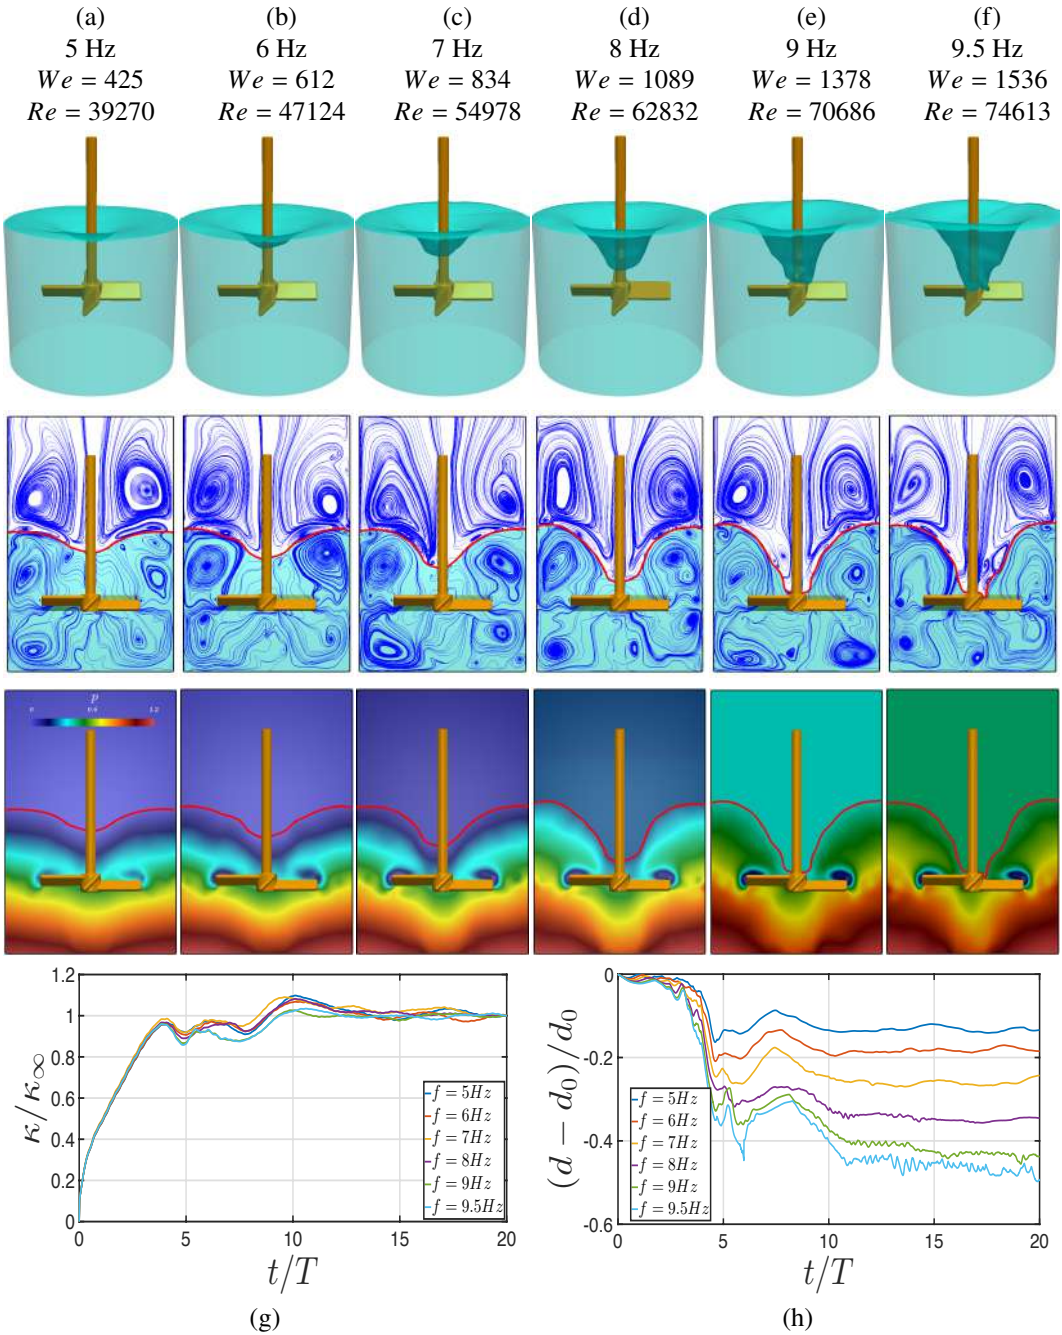 (a) (b) (c) (d) (e) (f)
5 Hz 6 Hz 7 Hz 8 Hz 9 Hz 9.5 Hz
We = 425 We = 612 We = 834 We = 1089 We = 1378 We = 1536
Re = 39270 Re = 47124 Re = 54978 Re = 62832 Re = 70686 Re = 74613
p
0 0.6 1.2
1.2
1
0.8
0.6
0.4
0.2
0
κ/κ∞
f = 5Hz
f = 6Hz
f = 7Hz
f = 8Hz
f = 9Hz
f = 9.5Hz
0 5 10 15 20
t/T
(g)
0
-0.2
-0.4
-0.6
(d − d0)/d0
f = 5Hz
f = 6Hz
f = 7Hz
f = 8Hz
f = 9Hz
f = 9.5Hz
0 5 10 15 20
t/T
(h)